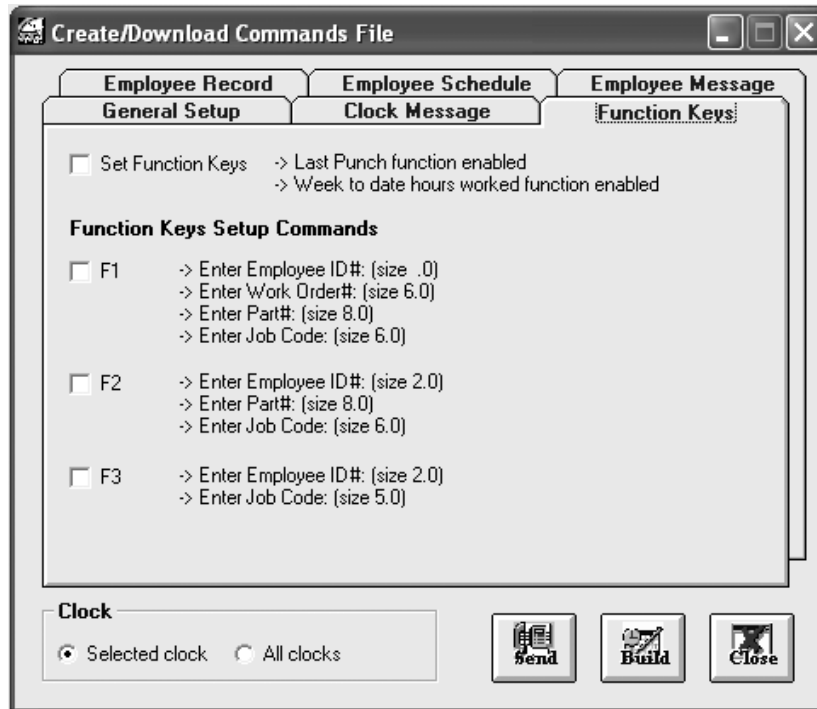 Create/Download Commands File
Employee Record Employee Schedule Employee Message
General Setup Clock Message Function Keys
Set Function Keys -> Last Punch function enabled
-> Week to date hours worked function enabled
Function Keys Setup Commands
F1 -> Enter Employee ID#: (size .0)
-> Enter Work Order#: (size 6.0)
-> Enter Part#: (size 8.0)
-> Enter Job Code: (size 6.0)
F2 -> Enter Employee ID#: (size 2.0)
-> Enter Part#: (size 8.0)
-> Enter Job Code: (size 6.0)
F3 -> Enter Employee ID#: (size 2.0)
-> Enter Job Code: (size 5.0)
Clock
Selected clock All clocks
Send Build Close